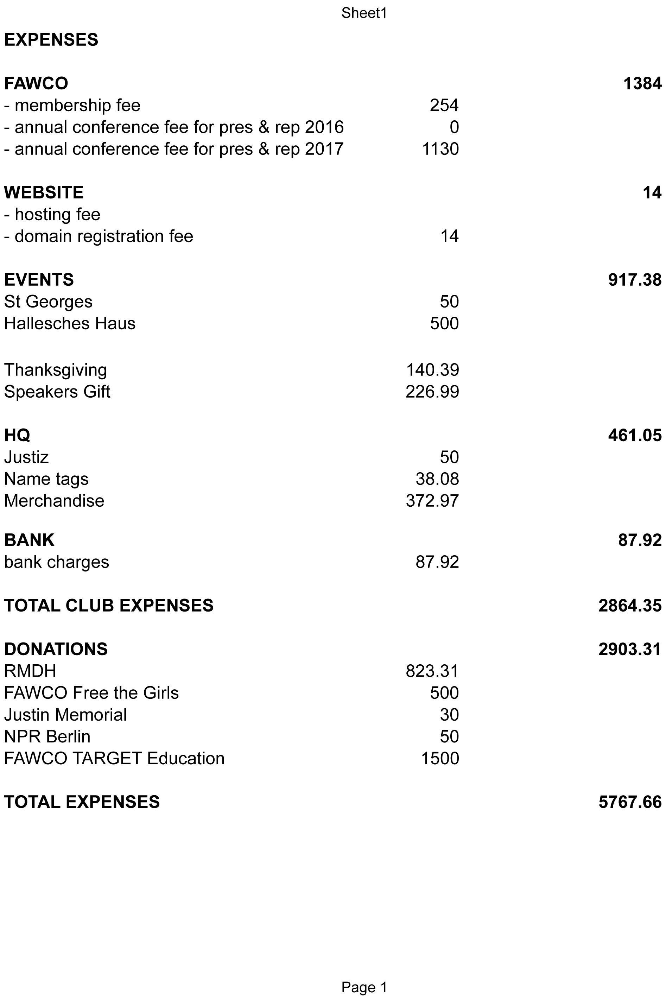 Sheet1
EXPENSES
FAWCO 1384
- membership fee 254
- annual conference fee for pres & rep 2016 0
- annual conference fee for pres & rep 2017 1130
WEBSITE 14
- hosting fee
- domain registration fee 14
EVENTS 917.38
St Georges 50
Hallesches Haus 500
Thanksgiving 140.39
Speakers Gift 226.99
HQ 461.05
Justiz 50
Name tags 38.08
Merchandise 372.97
BANK 87.92
bank charges 87.92
TOTAL CLUB EXPENSES 2864.35
DONATIONS 2903.31
RMDH 823.31
FAWCO Free the Girls 500
Justin Memorial 30
NPR Berlin 50
FAWCO TARGET Education 1500
TOTAL EXPENSES 5767.66
Page 1